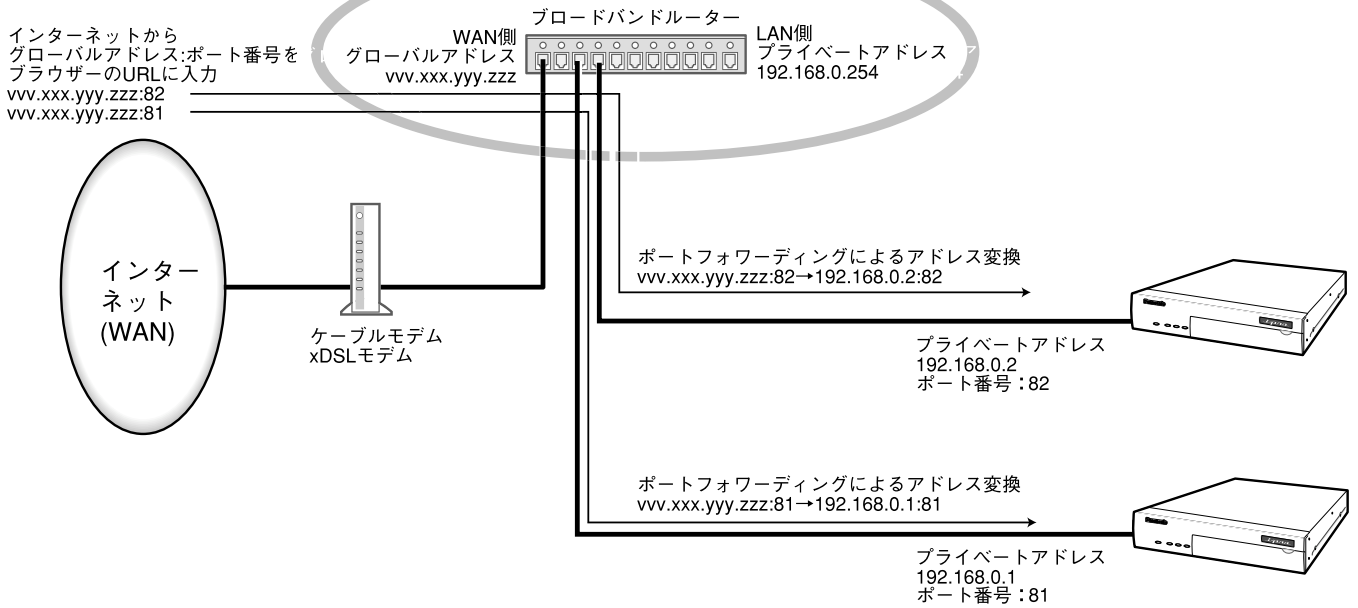 ブロードバンドルーター
インターネットから
グローバルアドレス:ポート番号を
ブラウザーのURLに入力
vvv.xxx.yyy.zzz:82
vvv.xxx.yyy.zzz:81
WAN側
グローバルアドレス
vvv.xxx.yyy.zzz
LAN側
プライベートアドレス
192.168.0.254
インター
ネット
(WAN)
ケーブルモデム
xDSLモデム
ポートフォワーディングによるアドレス変換
vvv.xxx.yyy.zzz:82→192.168.0.2:82
プライベートアドレス
192.168.0.2
ポート番号：82
ポートフォワーディングによるアドレス変換
vvv.xxx.yyy.zzz:81→192.168.0.1:81
プライベートアドレス
192.168.0.1
ポート番号：81